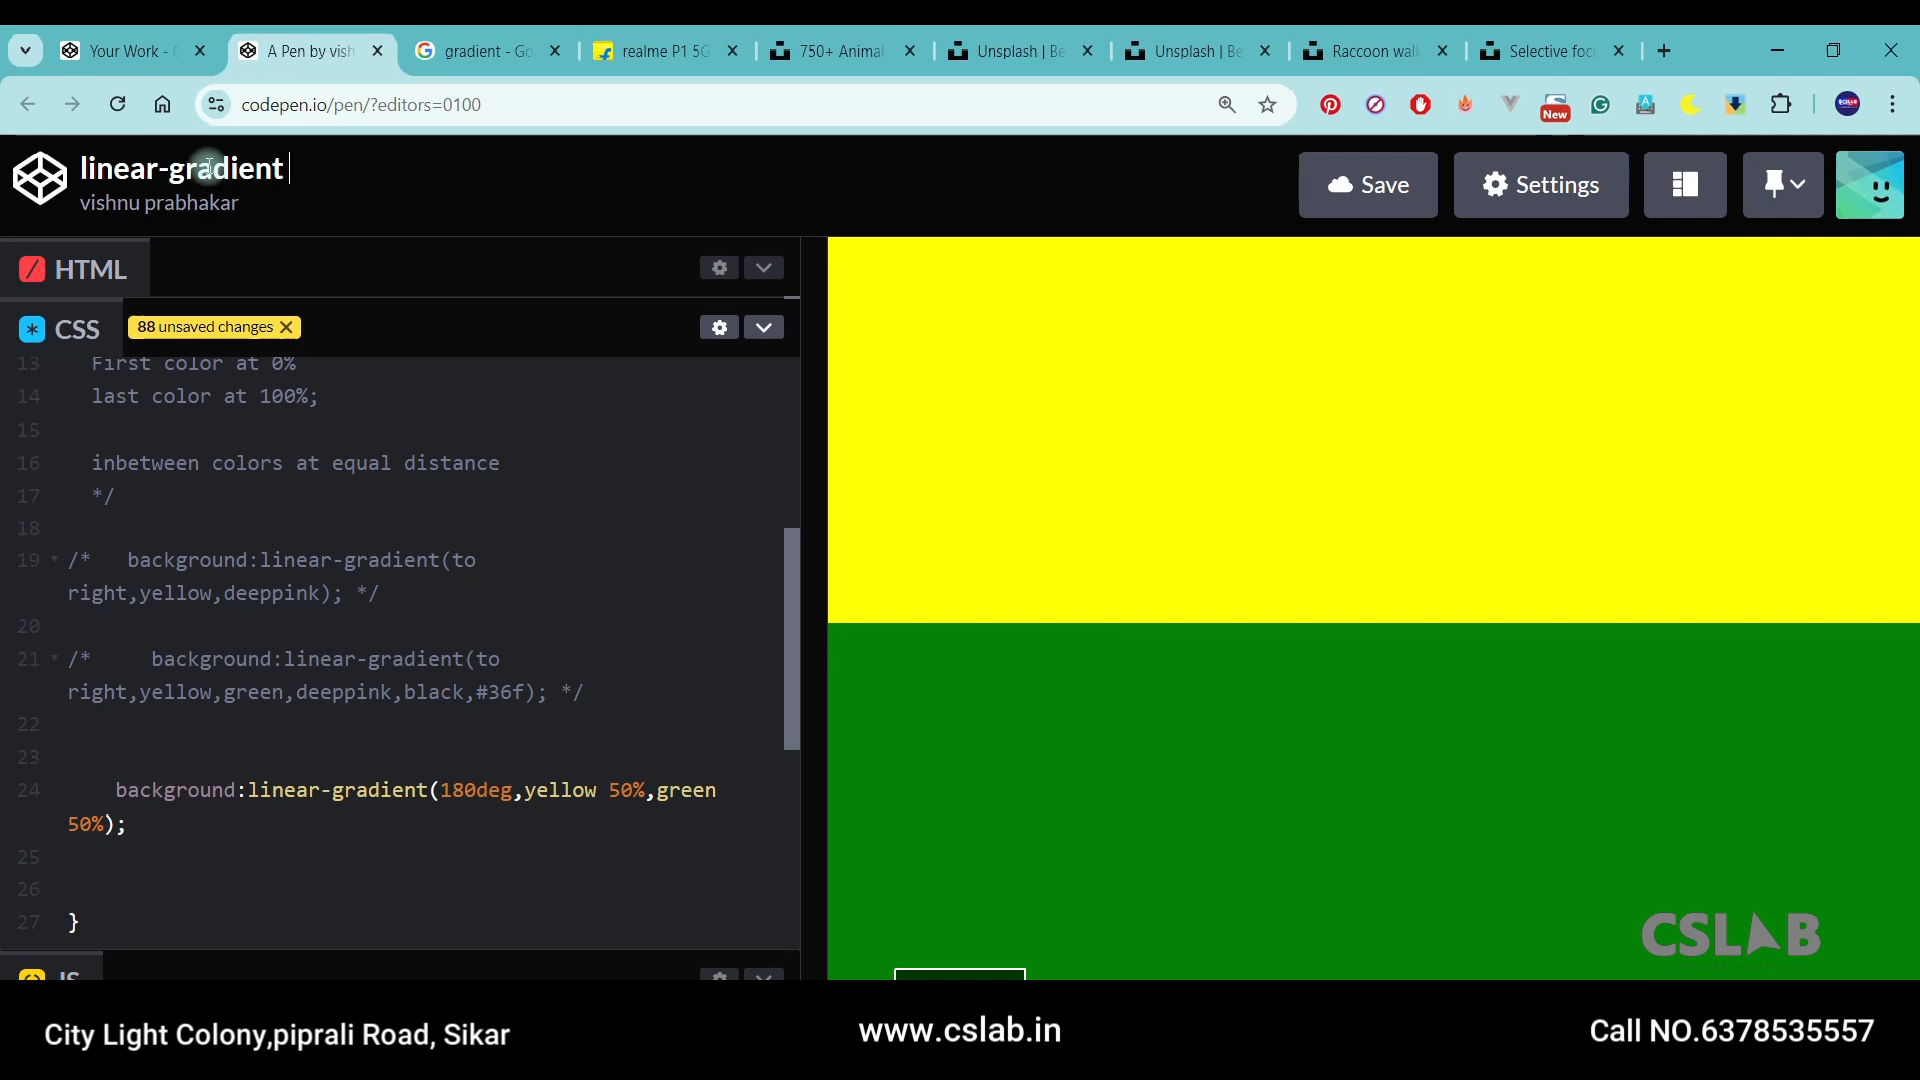 Your Work - C
A Pen by vish
gradient - Go
realme P1 5G
750+ Animal
Unsplash | Be
Unsplash | Be
Raccoon walk
Selective focu
codepen.io/pen/?editors=0100
New
linear-gradient
vishnu prabhakar
Save
Settings
HTML
CSS
88 unsaved changes
13 First color at 0%
14 last color at 100%;
15
16 inbetween colors at equal distance
17 */
18
19 /* background:linear-gradient(to
right,yellow,deeppink); */
20
21 /* background:linear-gradient(to
right,yellow,green,deeppink,black,#36f); */
22
23
24 background:linear-gradient(180deg,yellow 50%,green
50%);
25
26
27 }
JS
CSLAB
City Light Colony,piprali Road, Sikar
www.cslab.in
Call NO.6378535557